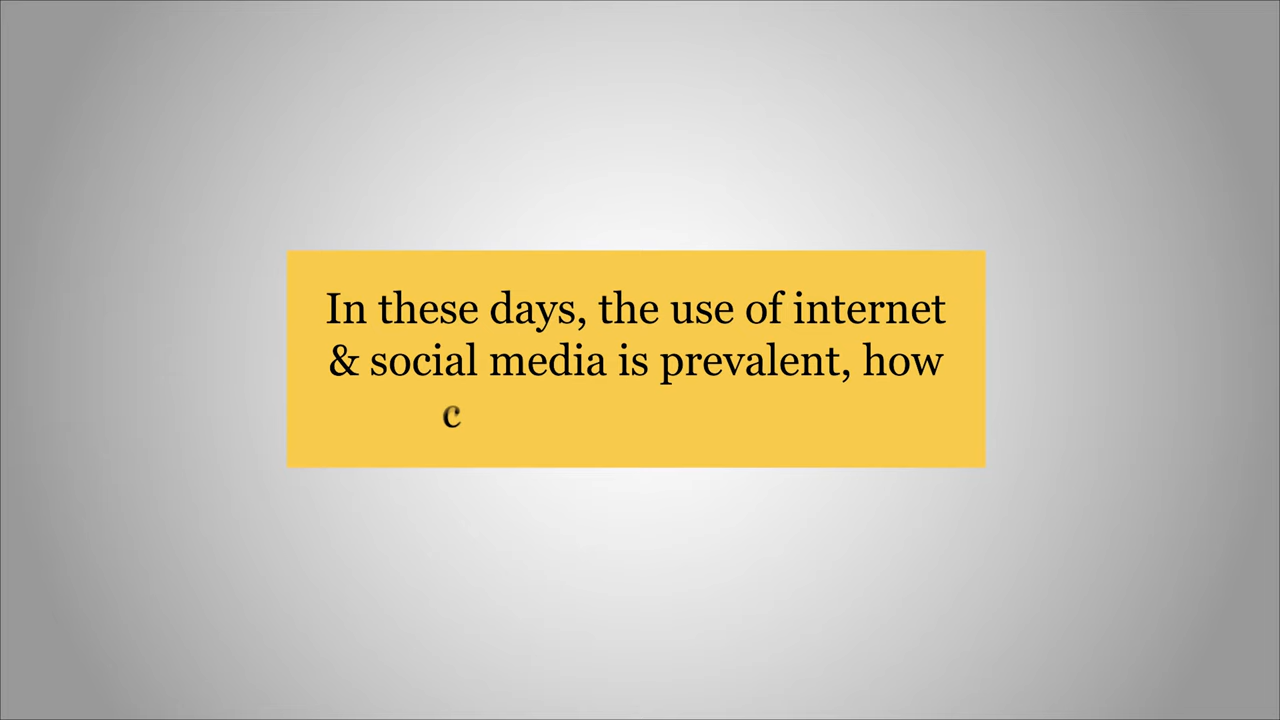 In these days, the use of internet
& social media is prevalent, how
c